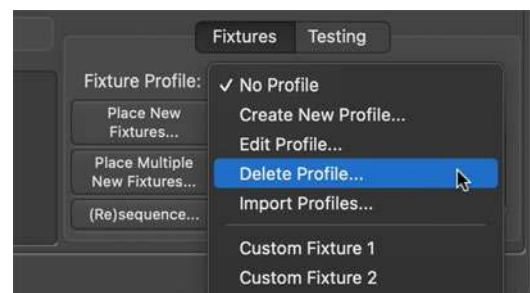 Fixtures Testing
Fixture Profile:
✓ No Profile
Create New Profile...
Edit Profile...
Delete Profile...
Import Profiles...
Custom Fixture 1
Custom Fixture 2
Place New
Fixtures...
Place Multiple
New Fixtures...
(Re)sequence...